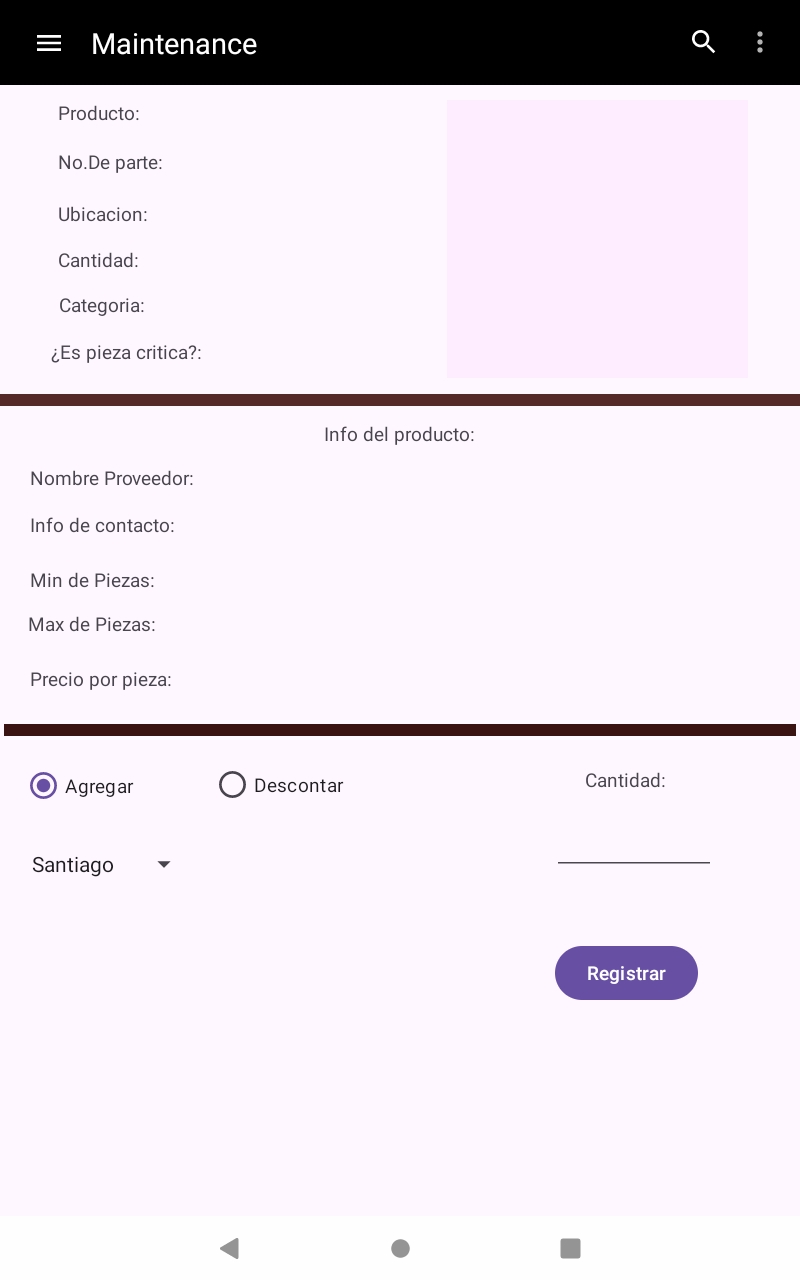 Maintenance
Producto:
No.De parte:
Ubicacion:
Cantidad:
Categoria:
¿Es pieza critica?:
Info del producto:
Nombre Proveedor:
Info de contacto:
Min de Piezas:
Max de Piezas:
Precio por pieza:
Agregar Descontar Cantidad:
Santiago
Registrar